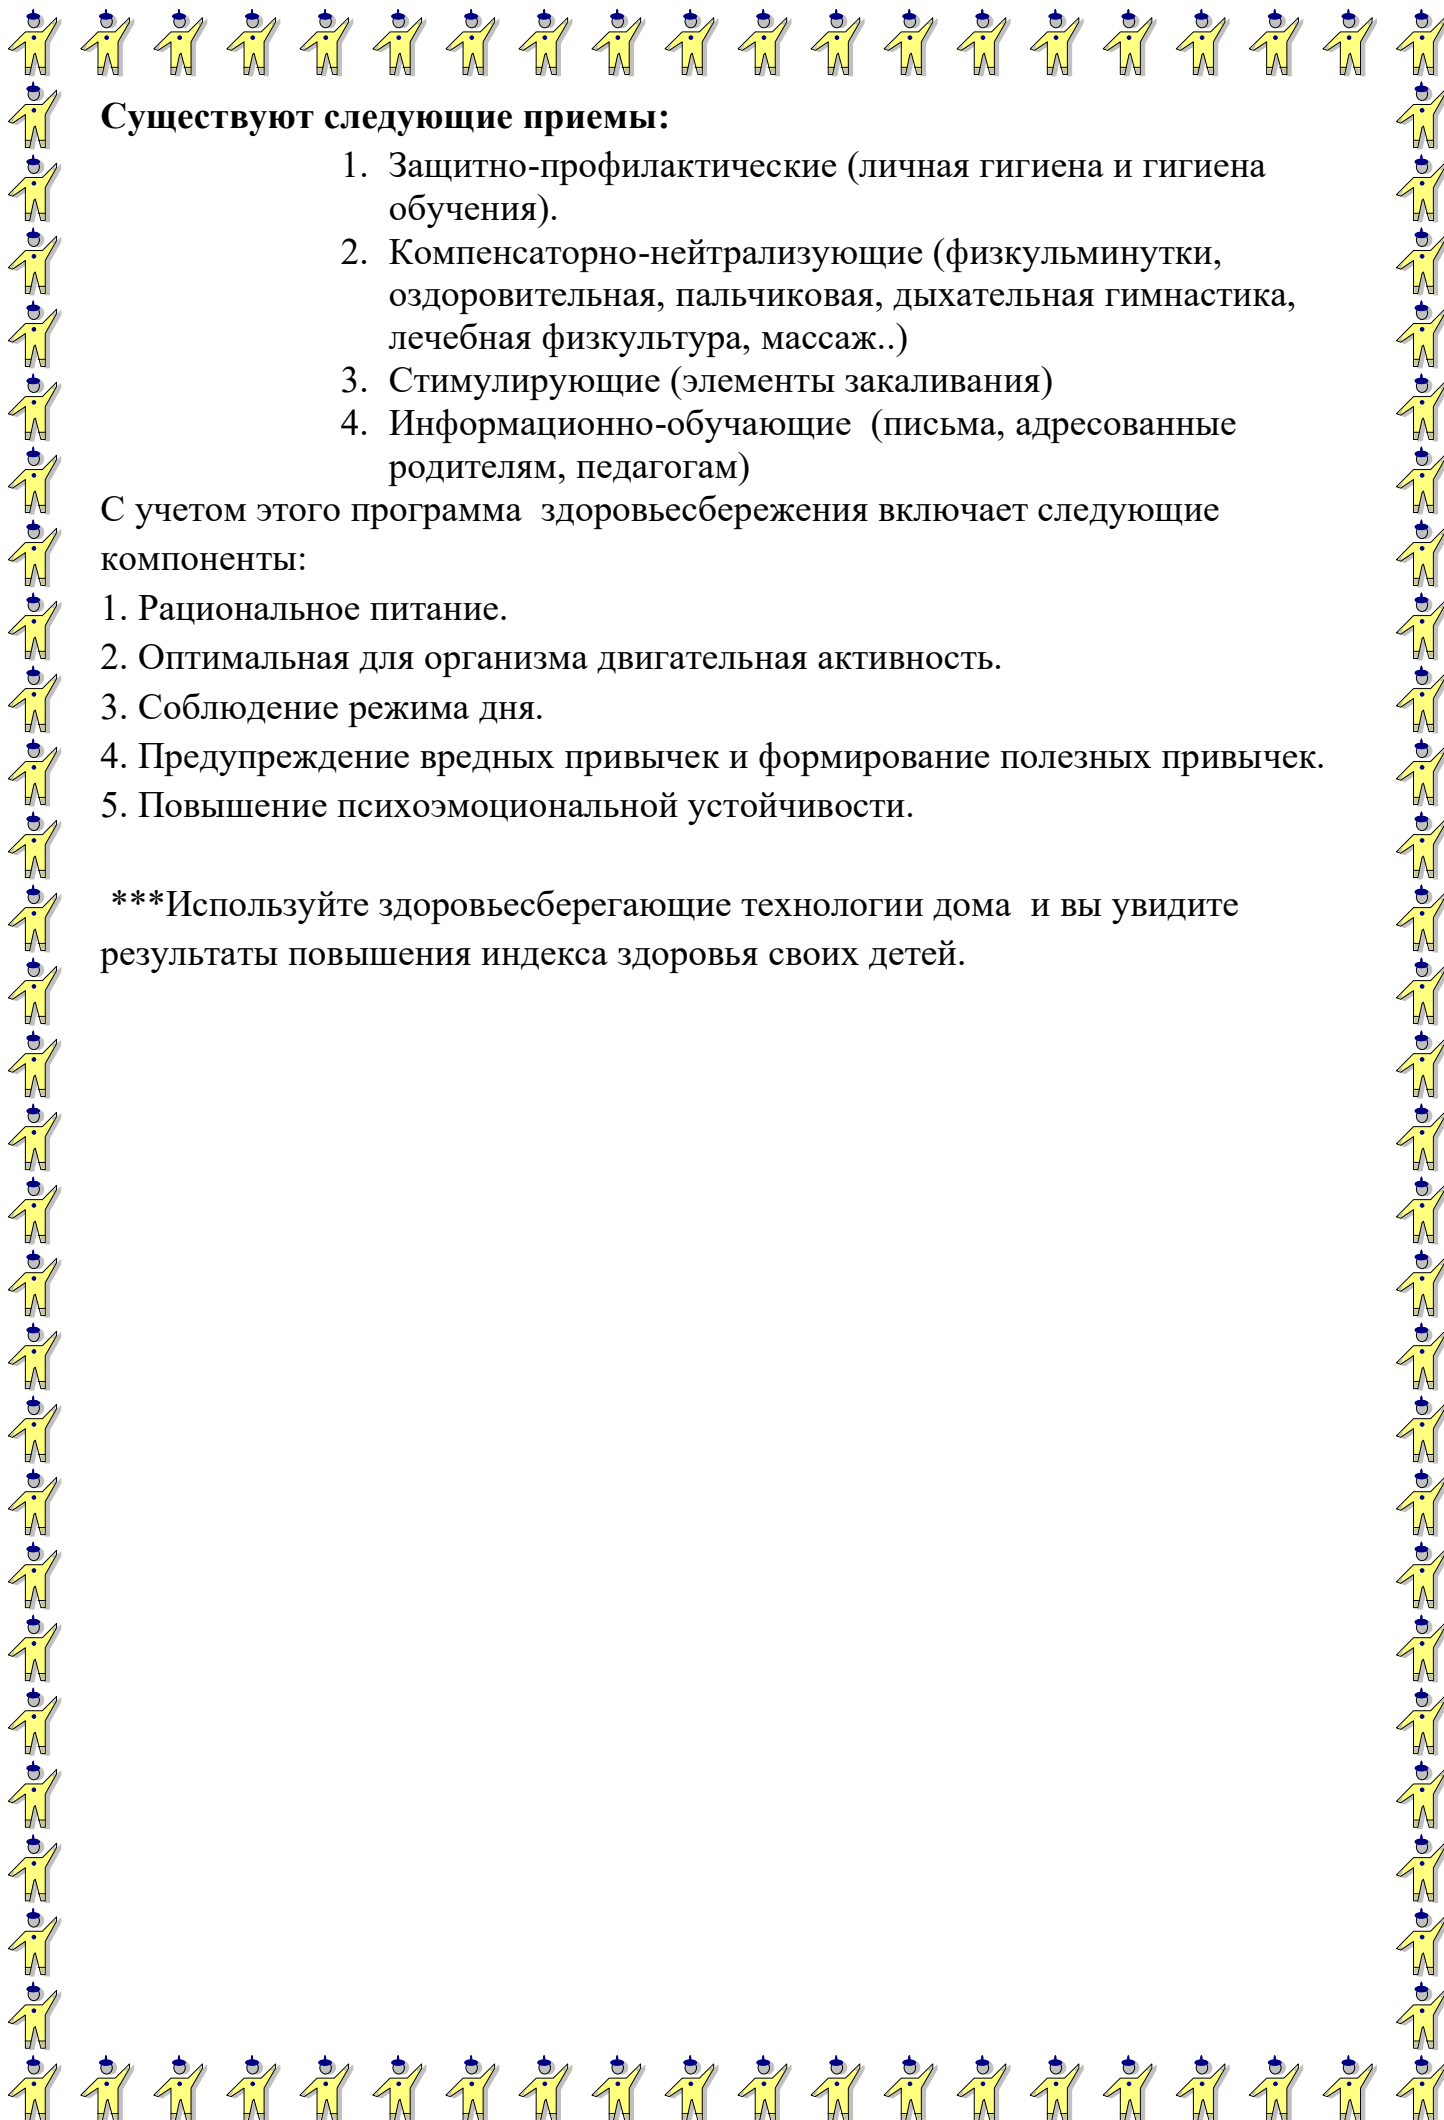 Существуют следующие приемы:
1. Защитно-профилактические (личная гигиена и гигиена
обучения).
2. Компенсаторно-нейтрализующие (физкульминутки,
оздоровительная, пальчиковая, дыхательная гимнастика,
лечебная физкультура, массаж..)
3. Стимулирующие (элементы закаливания)
4. Информационно-обучающие  (письма, адресованные
родителям, педагогам)
С учетом этого программа  здоровьесбережения включает следующие
компоненты:
1. Рациональное питание.
2. Оптимальная для организма двигательная активность.
3. Соблюдение режима дня.
4. Предупреждение вредных привычек и формирование полезных привычек.
5. Повышение психоэмоциональной устойчивости.
***Используйте здоровьесберегающие технологии дома  и вы увидите
результаты повышения индекса здоровья своих детей.